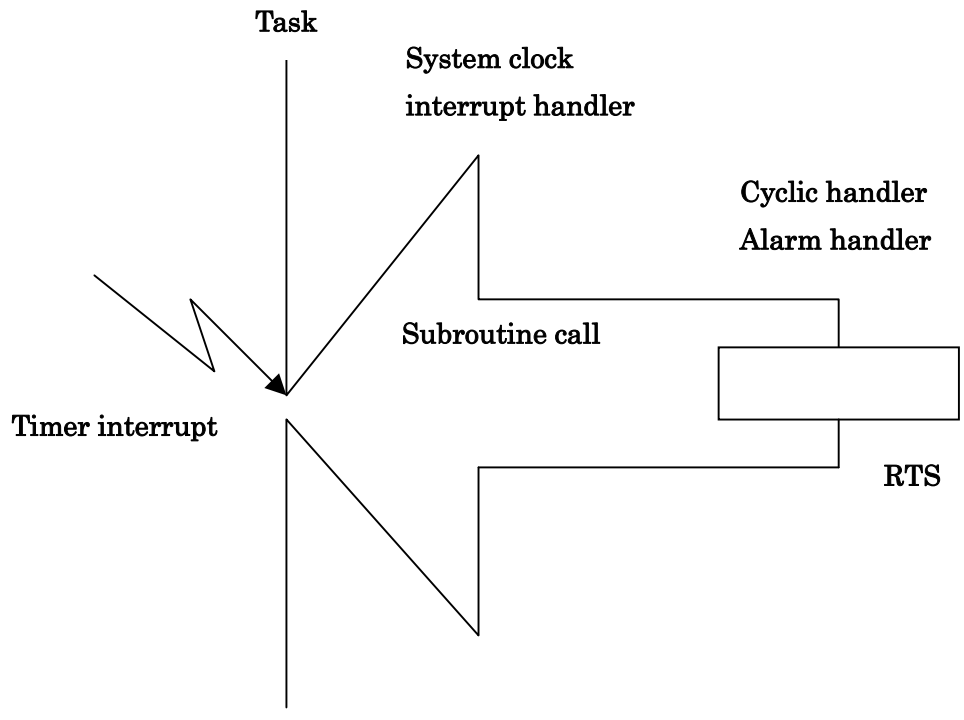 Task
System clock
interrupt handler
Cyclic handler
Alarm handler
Subroutine call
Timer interrupt
RTS